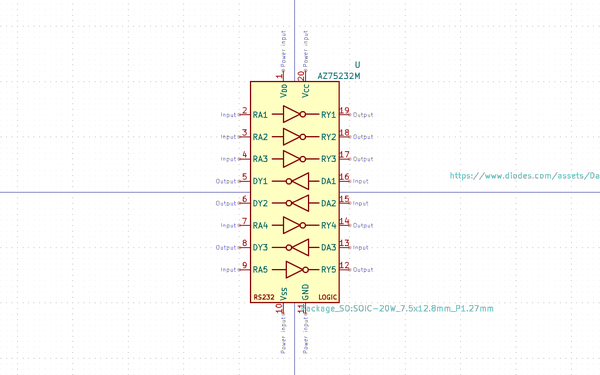 Power input
Power input
1
20
U
AZ75232M
VDD
VCC
Input 2 RA1 RY1 19 Output
Input 3 RA2 RY2 18 Output
Input 4 RA3 RY3 17 Output
Output 5 DY1 DA1 16 Input
https://www.diodes.com/assets/Da
Output 6 DY2 DA2 15 Input
Input 7 RA4 RY4 14 Output
Output 8 DY3 DA3 13 Input
Input 9 RA5 RY5 12 Output
RS232 VSS GND LOGIC
10
11
Package_SO:SOIC-20W_7.5x12.8mm_P1.27mm
Power input
Power input